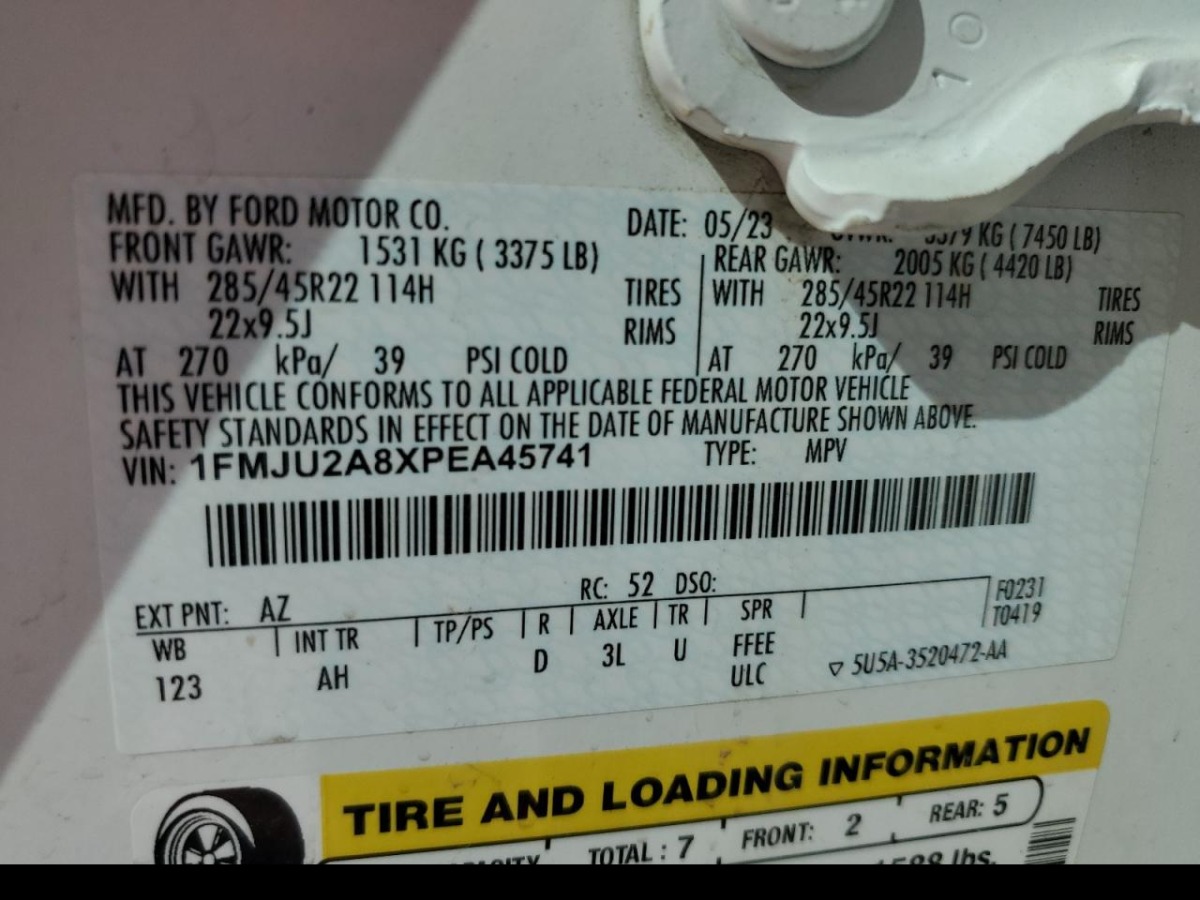 10
MFD. BY FORD MOTOR CO.
DATE: 05/23
KG ( 7450 LB)
FRONT GAWR: 1531 KG ( 3375 LB)
REAR GAWR: 2005 KG ( 4420 LB)
WITH 285/45R22 114H TIRES
WITH 285/45R22 114H TIRES
22x9.5J RIMS
22x9.5J RIMS
AT 270 kPa/ 39 PSI COLD
AT 270 kPa/ 39 PSI COLD
THIS VEHICLE CONFORMS TO ALL APPLICABLE FEDERAL MOTOR VEHICLE
SAFETY STANDARDS IN EFFECT ON THE DATE OF MANUFACTURE SHOWN ABOVE.
VIN: 1FMJU2A8XPEA45741 TYPE: MPV
EXT PNT: AZ RC: 52 DSO:
WB INT TR TP/PS R AXLE TR SPR
F0231
T0419
123 AH D 3L U FFEE
ULC
5U5A-3520472-AA
TIRE AND LOADING INFORMATION
TOTAL : 7 FRONT: 2 REAR: 5
lbs.